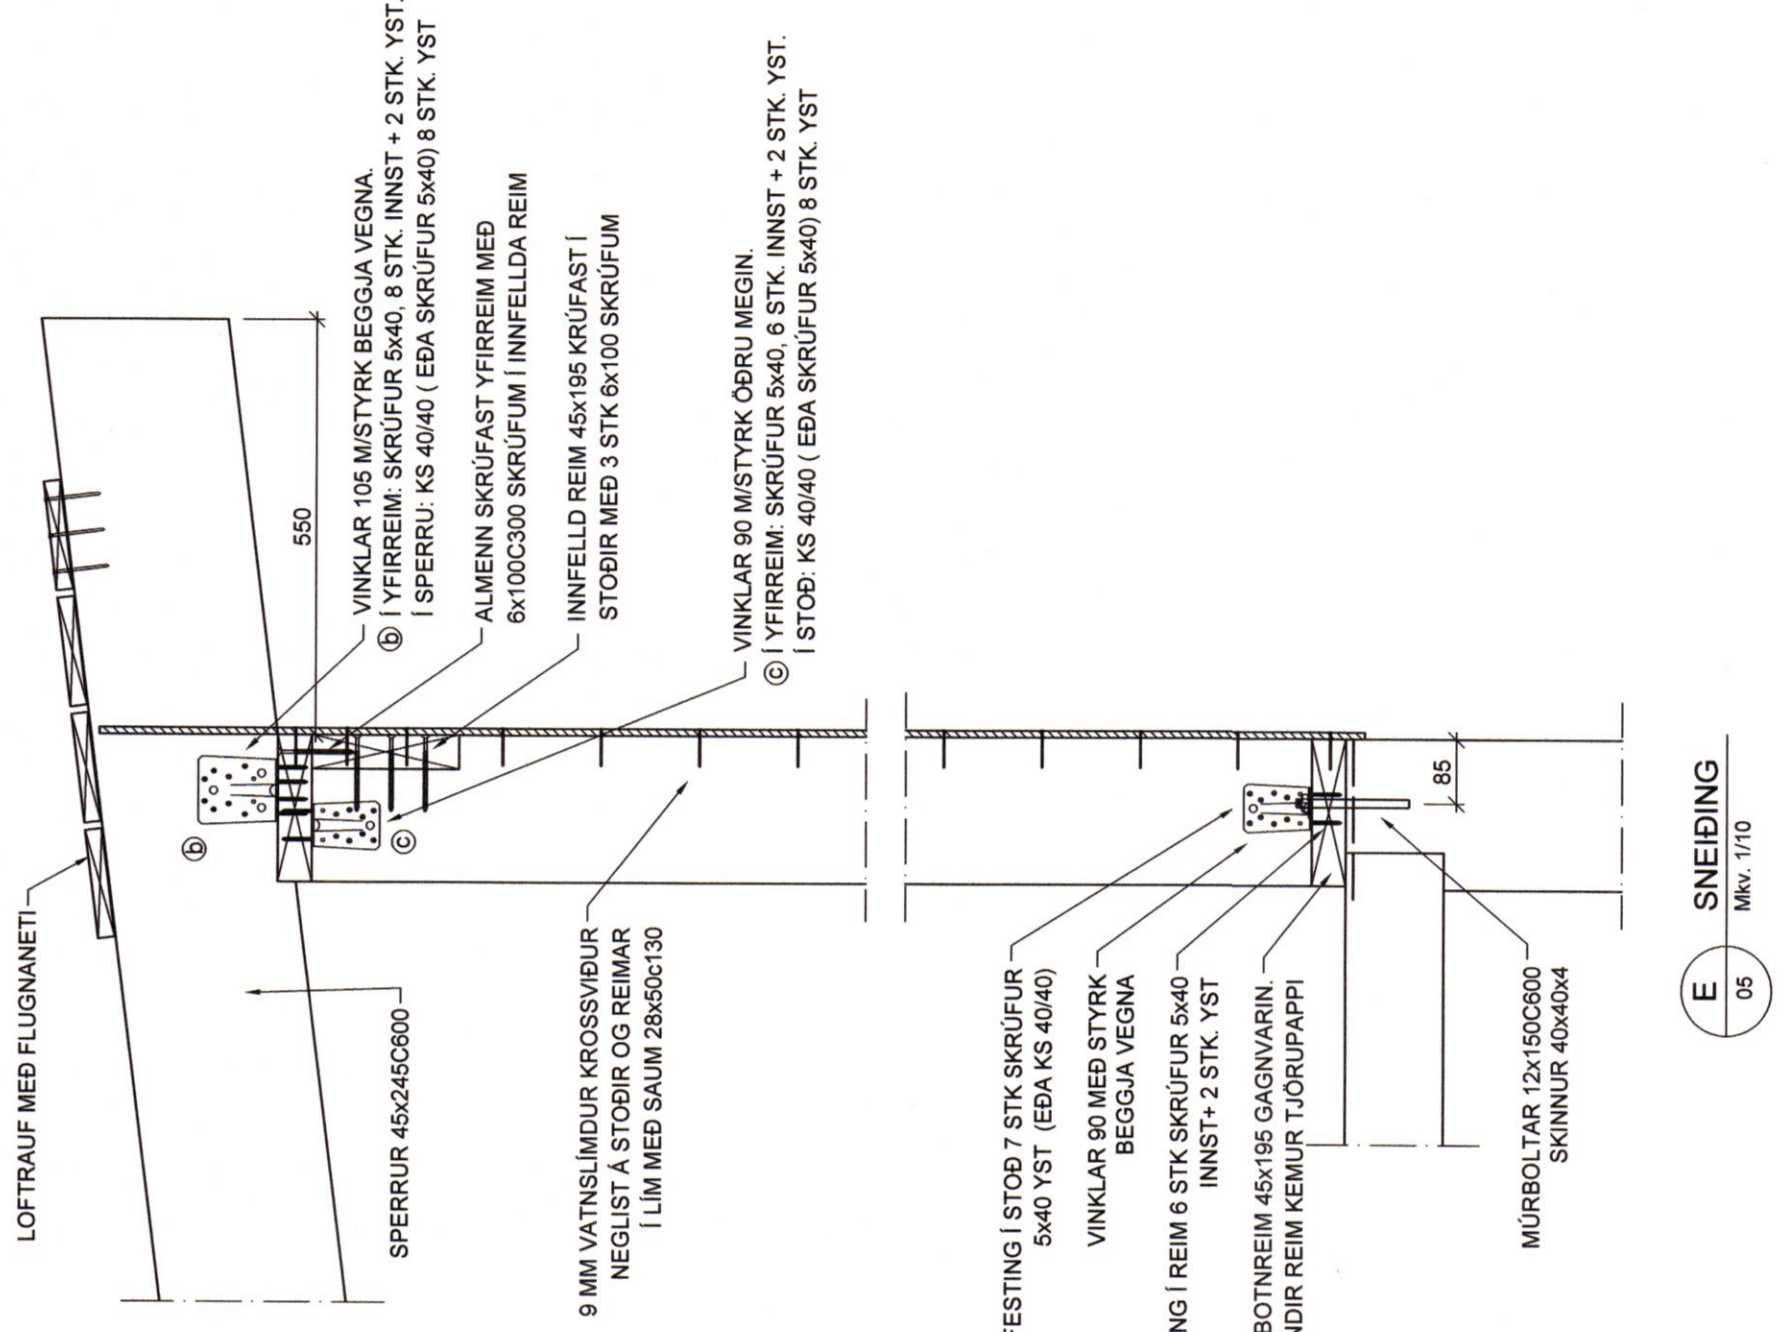 LOFTRAUF MEÐ FLUGNANETI
SPERRUR 45x245C600
550
VINKLAR 105 M/STYRK BEGGJA VEGNA.
b Í YFIRREIM: SKRÚFUR 5x40, 8 STK. INNST + 2 STK. YST.
Í SPERRU: KS 40/40 ( EÐA SKRÚFUR 5x40) 8 STK. YST
ALMENN SKRÚFAST YFIRREIM MEÐ
6x100C300 SKRÚFUM Í INNFELLDA REIM
INNFELLD REIM 45x195 KRÚFAST Í
STOÐIR MEÐ 3 STK 6x100 SKRÚFUM
VINKLAR 90 M/STYRK ÖÐRU MEGIN.
c Í YFIRREIM: SKRÚFUR 5x40, 6 STK. INNST + 2 STK. YST.
Í STOÐ: KS 40/40 ( EÐA SKRÚFUR 5x40) 8 STK. YST
b
c
9 MM VATNSLÍMDUR KROSSVIÐUR
NEGLIST Á STOÐIR OG REIMAR
Í LÍM MEÐ SAUM 28x50c130
FESTING Í STOÐ 7 STK SKRÚFUR
5x40 YST (EÐA KS 40/40)
VINKLAR 90 MEÐ STYRK
BEGGJA VEGNA
NG Í REIM 6 STK SKRÚFUR 5x40
INNST+ 2 STK. YST
BOTNREIM 45x195 GAGNVARIN.
NDIR REIM KEMUR TJÖRUPAPPI
85
MÚRBOLTAR 12x150C600
SKINNUR 40x40x4
E SNEIÐING
05 Mkv. 1/10